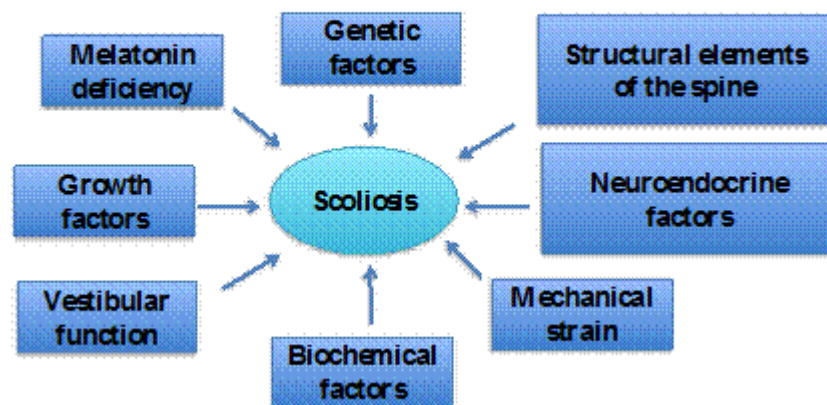 Genetic
factors
Melatonin
deficiency
Structural elements
of the spine
Growth
factors
Scoliosis
Neuroendocrine
factors
Vestibular
function
Mechanical
strain
Biochemical
factors